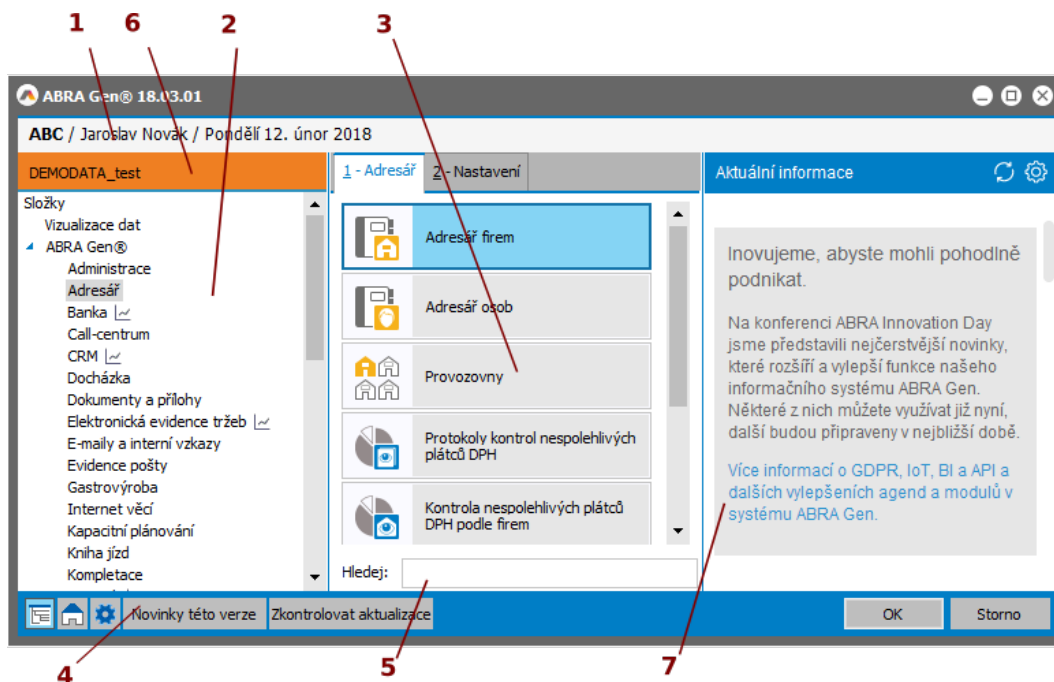 1 6 2 3
ABRA Gen® 18.03.01
ABC / Jaroslav Novák / Pondělí 12. únor 2018
DEMODATA_test
Složky
Vizualizace dat
ABRA Gen®
Administrace
Adresář
Banka
Call-centrum
CRM
Docházka
Dokumenty a přílohy
Elektronická evidence tržeb
E-maily a interní vzkazy
Evidence pošty
Gastrovýroba
Internet věcí
Kapacitní plánování
Kniha jízd
Kompletace
1 - Adresář 2 - Nastavení
Adresář firem
Adresář osob
Provozovny
Protokoly kontrol nespolehlivých
plátců DPH
Kontrola nespolehlivých plátců
DPH podle firem
Hledej:
Aktuální informace
Inovujeme, abyste mohli pohodlně
podnikat.
Na konferenci ABRA Innovation Day
jsme představili nejčerstvější novinky,
které rozšíří a vylepší funkce našeho
informačního systému ABRA Gen.
Některé z nich můžete využívat již nyní,
další budou připraveny v nejbližší době.
Více informací o GDPR, IoT, BI a API a
dalších vylepšeních agend a modulů v
systému ABRA Gen.
Novinky této verze Zkontrolovat aktualizace OK Storno
4 5 7